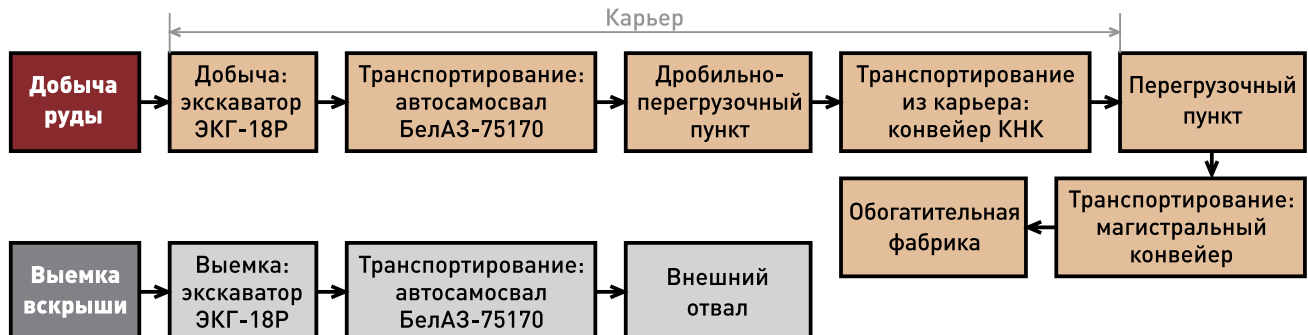 Карьер
Добыча
руды
Добыча:
экскаватор
ЭКГ-18Р
Транспортирование:
автосамосвал
БелАЗ-75170
Дробильно-
перегрузочный
пункт
Транспортирование
из карьера:
конвейер КНК
Перегрузочный
пункт
Транспортирование:
магистральный
конвейер
Обогатительная
фабрика
Выемка
вскрыши
Выемка:
экскаватор
ЭКГ-18Р
Транспортирование:
автосамосвал
БелАЗ-75170
Внешний
отвал